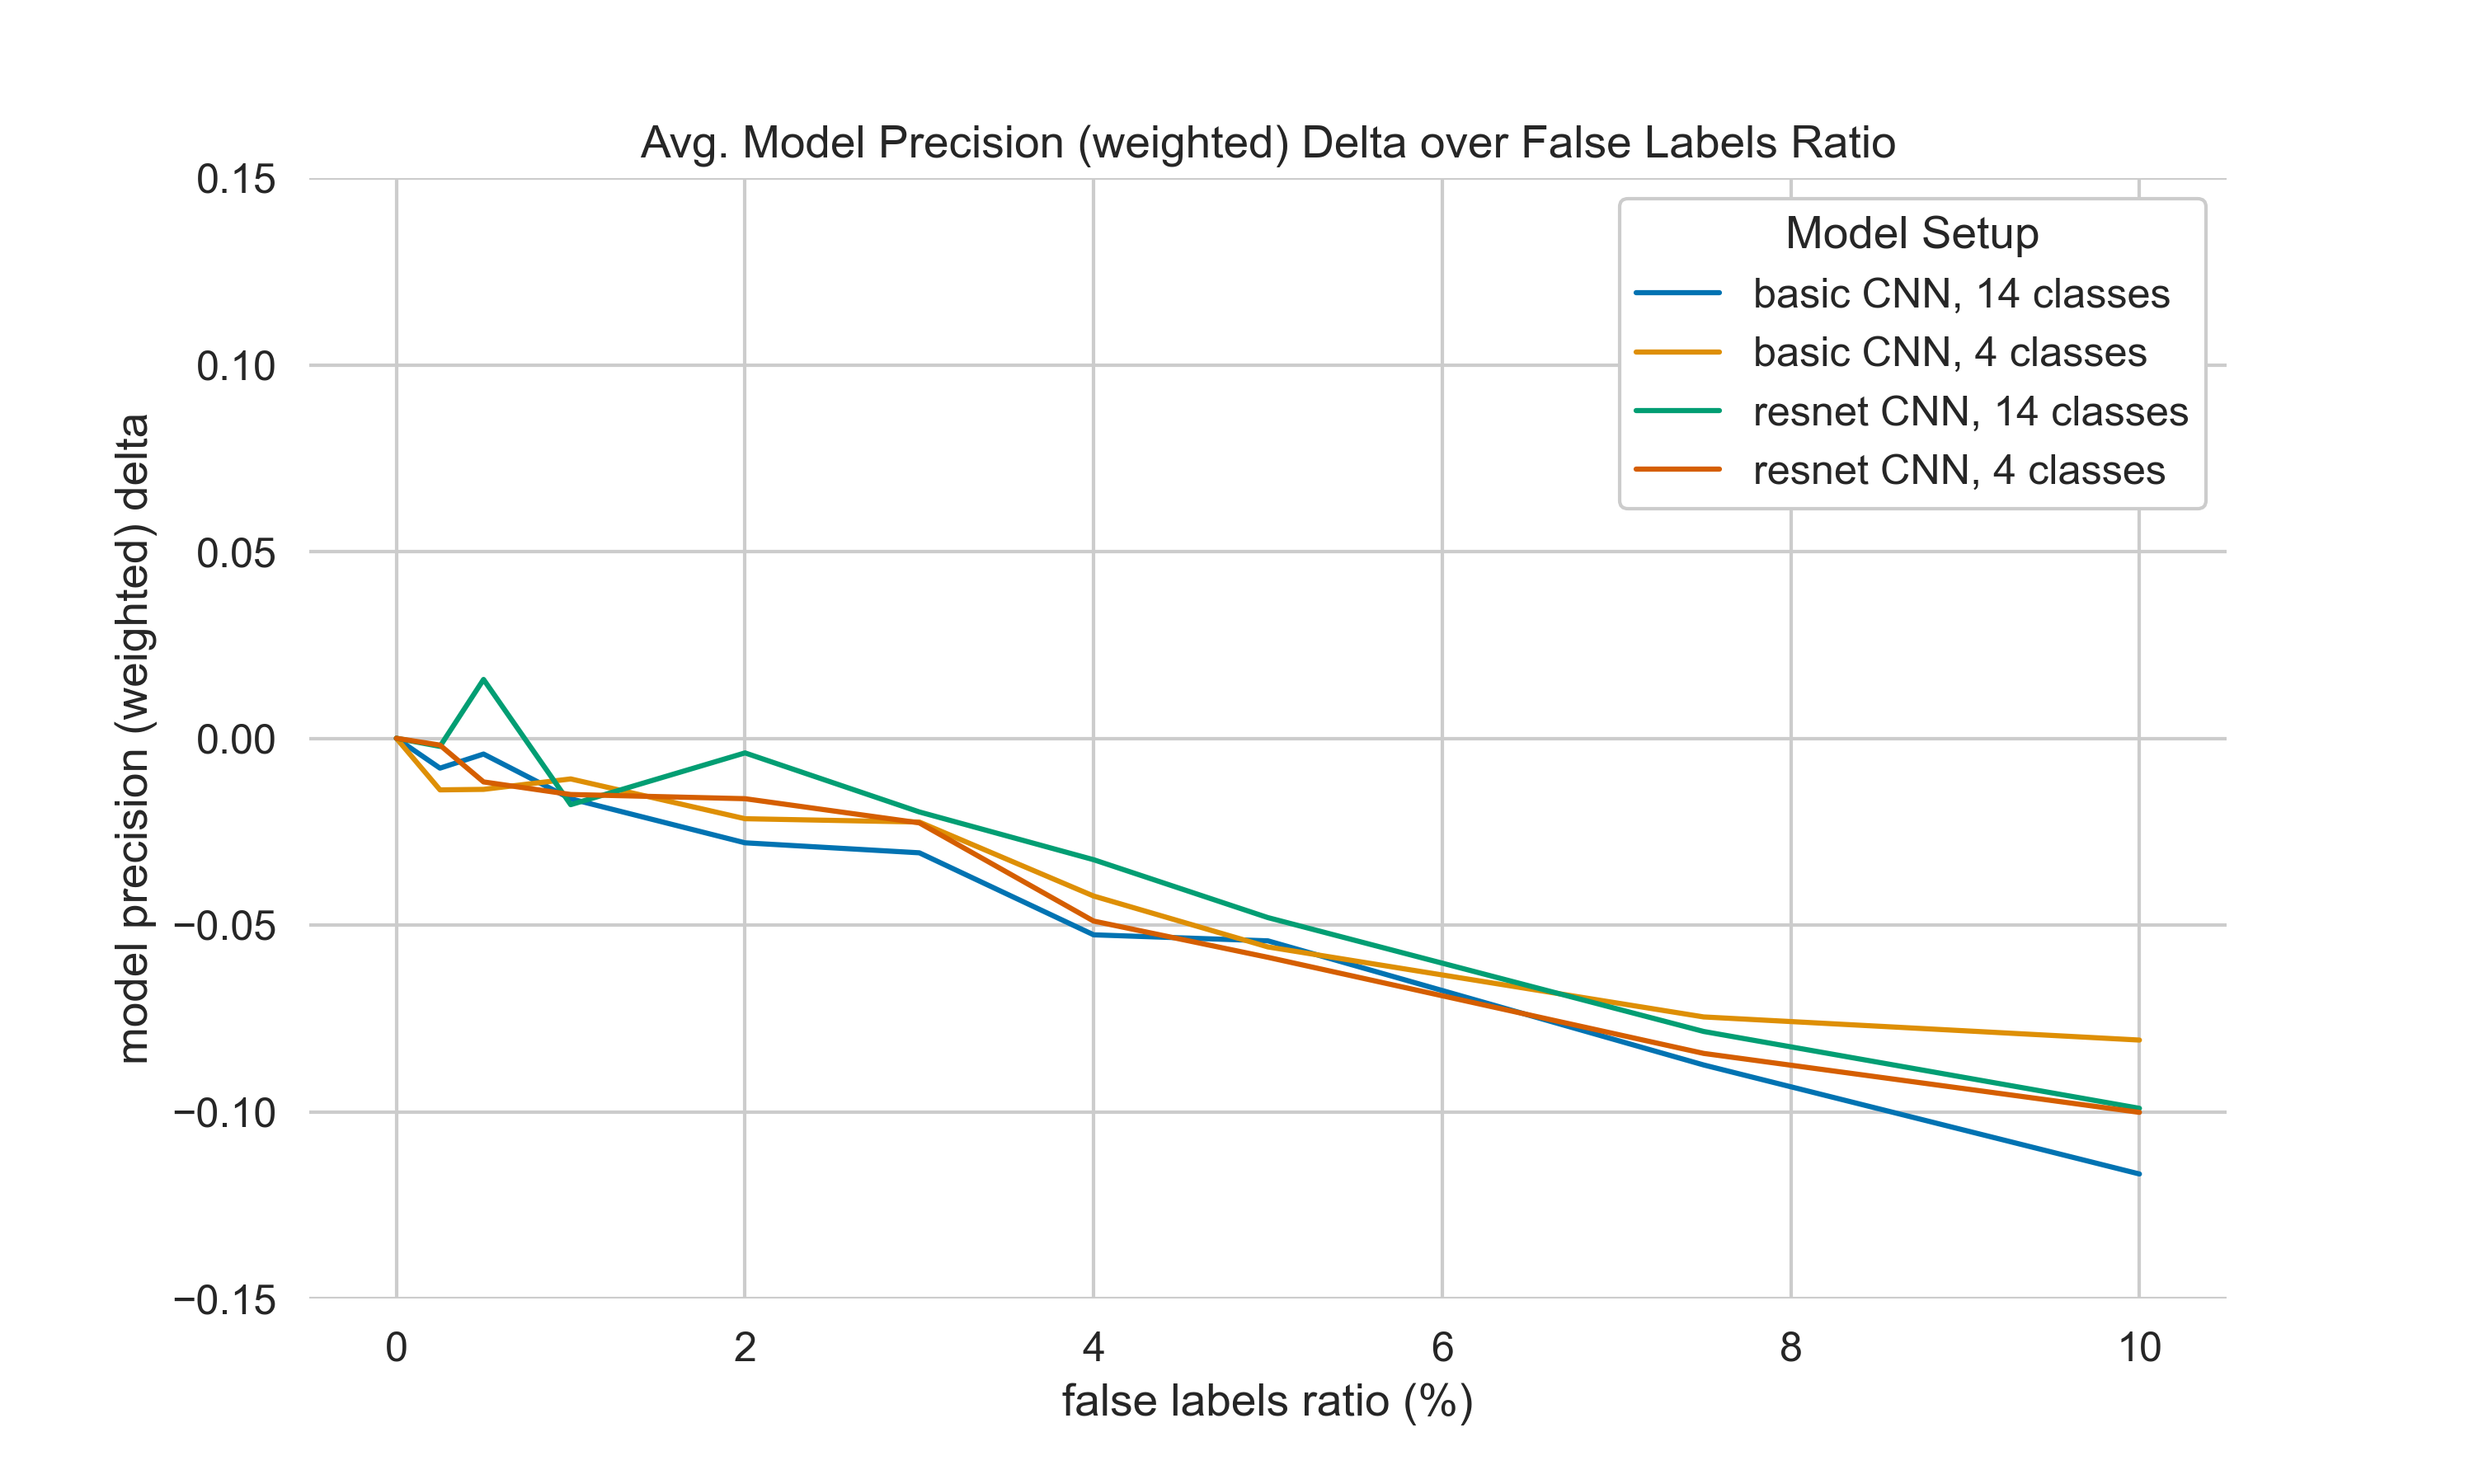 Avg. Model Precision (weighted) Delta over False Labels Ratio
0.15
0.10
0.05
0.00
−0.05
−0.10
−0.15
model precision (weighted) delta
Model Setup
basic CNN, 14 classes
basic CNN, 4 classes
resnet CNN, 14 classes
resnet CNN, 4 classes
0 2 4 6 8 10
false labels ratio (%)